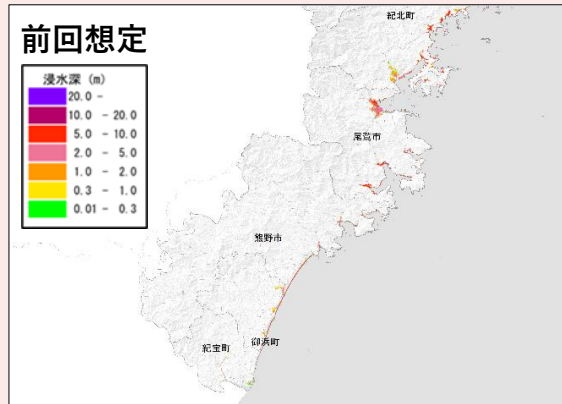 前回想定
浸水深 (m)
20.0 -
10.0 - 20.0
5.0 - 10.0
2.0 - 5.0
1.0 - 2.0
0.3 - 1.0
0.01 - 0.3
紀北町
尾鷲市
熊野市
御浜町
紀宝町